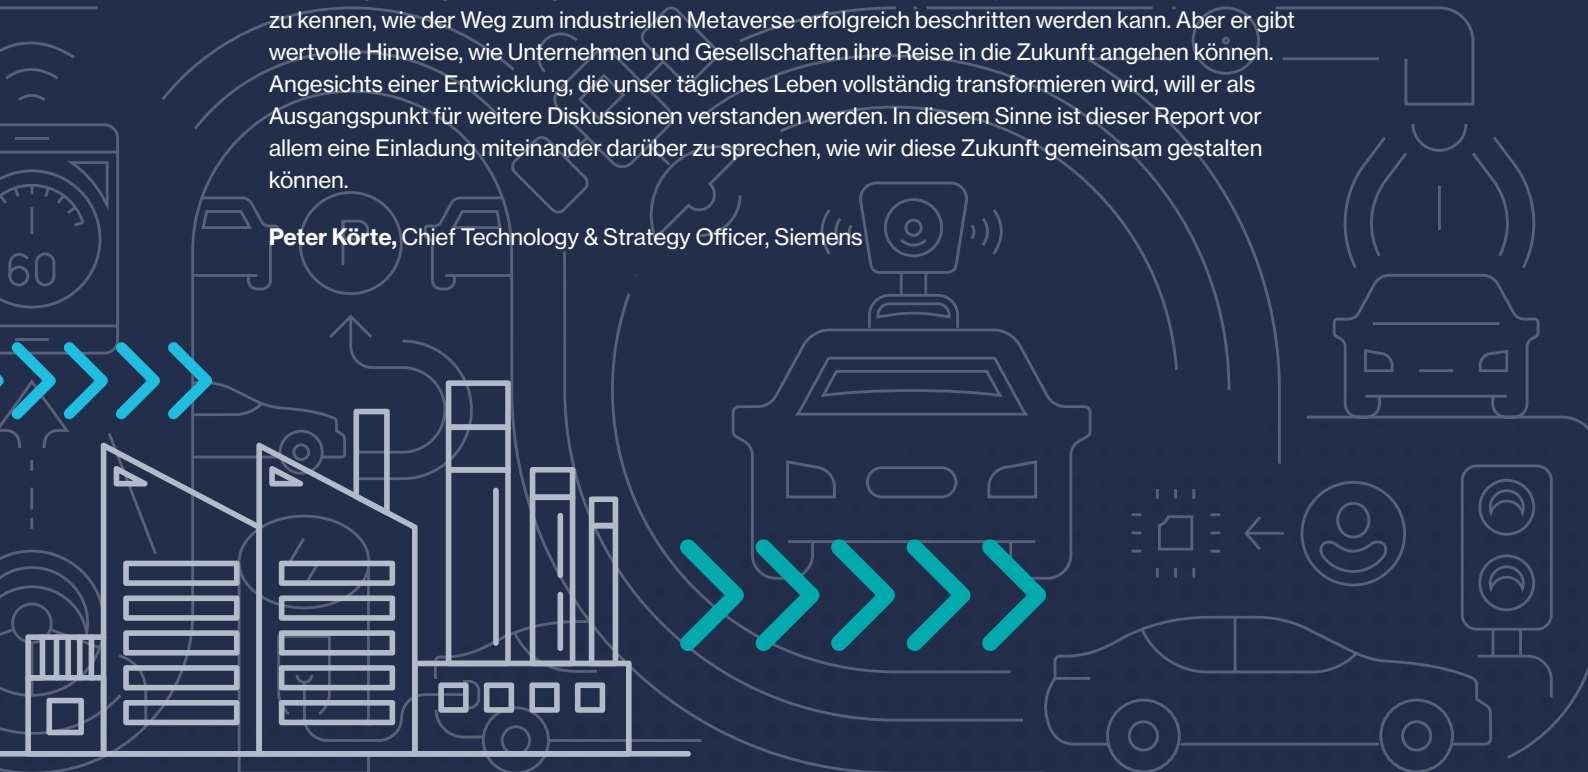 zu kennen, wie der Weg zum industriellen Metaverse erfolgreich beschritten werden kann. Aber er gibt
wertvolle Hinweise, wie Unternehmen und Gesellschaften ihre Reise in die Zukunft angehen können.
Angesichts einer Entwicklung, die unser tägliches Leben vollständig transformieren wird, will er als
Ausgangspunkt für weitere Diskussionen verstanden werden. In diesem Sinne ist dieser Report vor
allem eine Einladung miteinander darüber zu sprechen, wie wir diese Zukunft gemeinsam gestalten
können.
Peter Körte, Chief Technology & Strategy Officer, Siemens
P
60